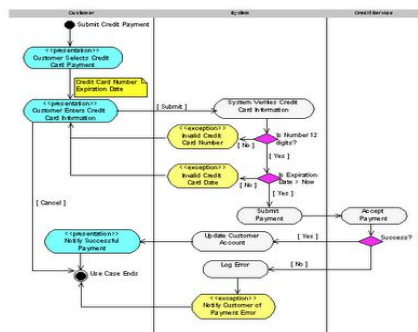 Customer
System
Credit Service
Submit Credit Payment
<<presentation>>
Customer Selects Credit
Card Payment
Credit Card Number
Expiration Date
<<presentation>>
Customer Enters Credit
Card Information
[ Submit ]
System Verifies Credit
Card Information
<<exception>>
Invalid Credit
Card Number
[ No ]
Is Number 12
digits?
[ Yes ]
<<exception>>
Invalid Credit
Card Date
[ No ]
Is Expiration
Date > Now
[ Yes ]
[ Cancel ]
Submit
Payment
Accept
Payment
<<presentation>>
Notify Successful
Payment
Update Customer
Account
[ Yes ]
Success?
Log Error
[ No ]
Use Case Ends
<<exception>>
Notify Customer of
Payment Error